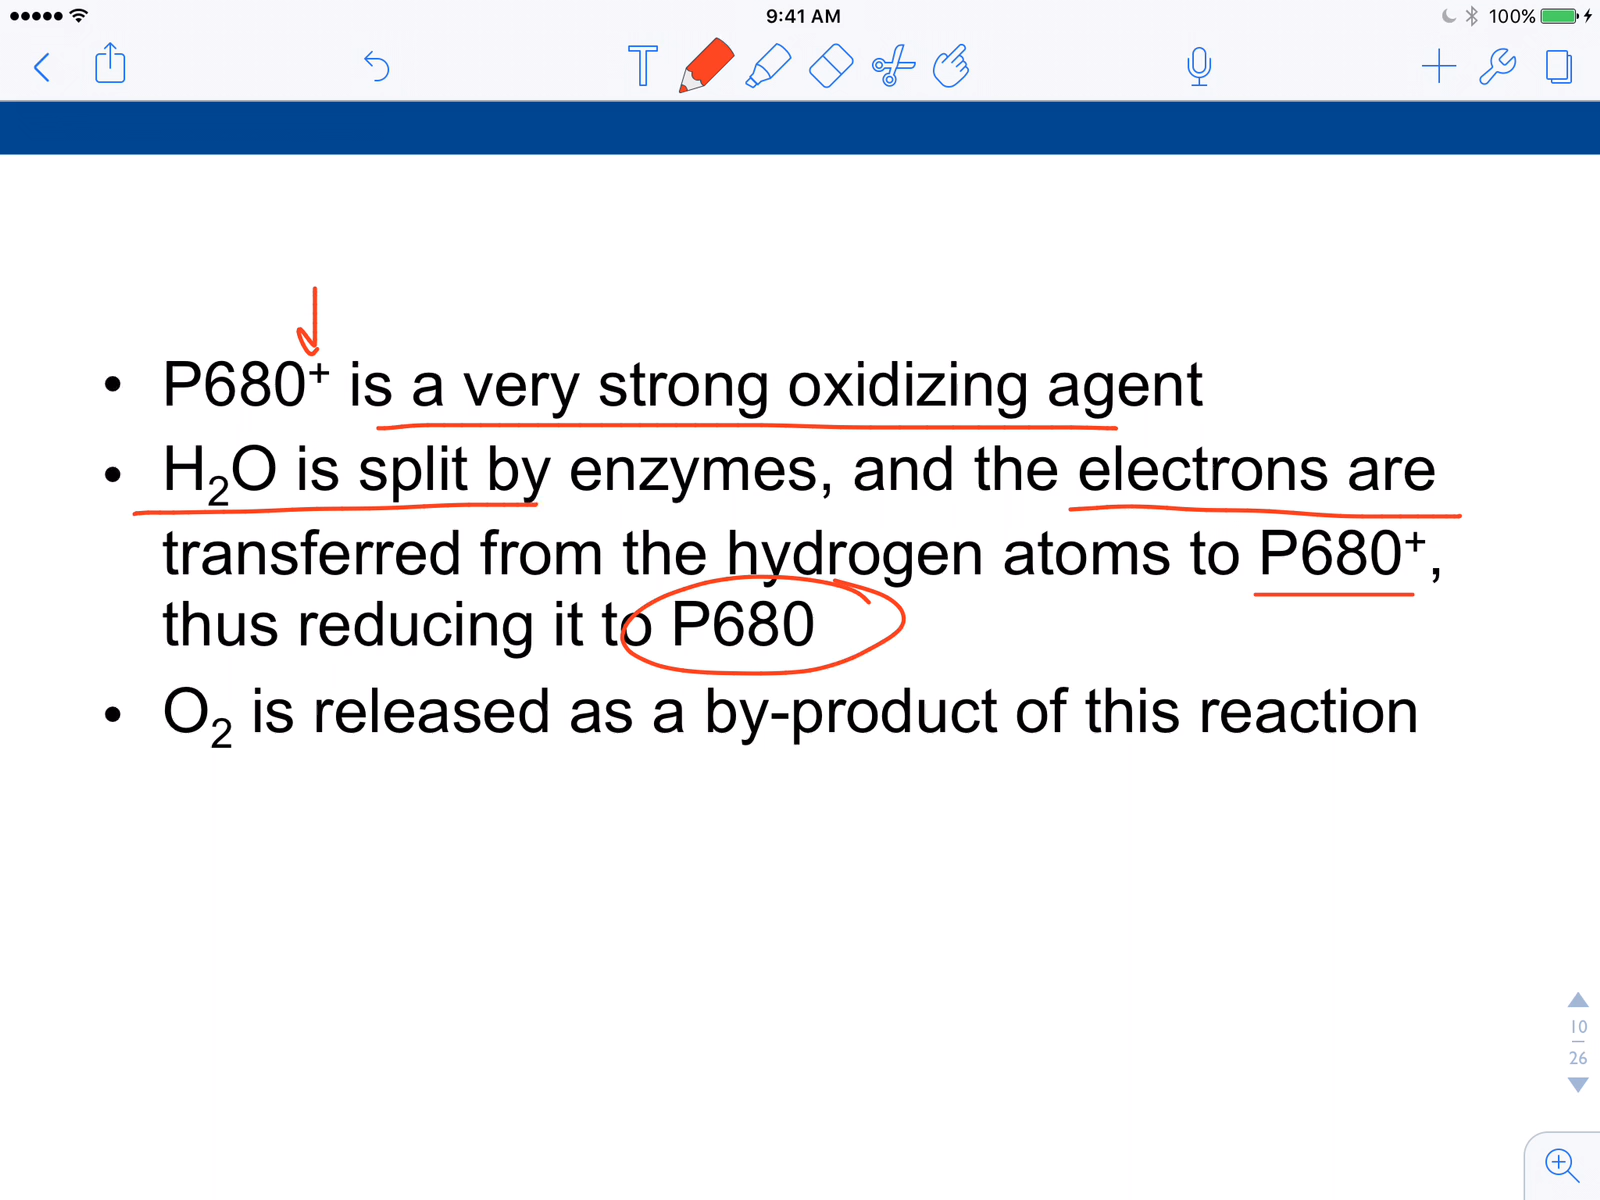 9:41 AM
100%
T
• P680⁺ is a very strong oxidizing agent
• H₂O is split by enzymes, and the electrons are
transferred from the hydrogen atoms to P680⁺,
thus reducing it to P680
• O₂ is released as a by-product of this reaction
10
26